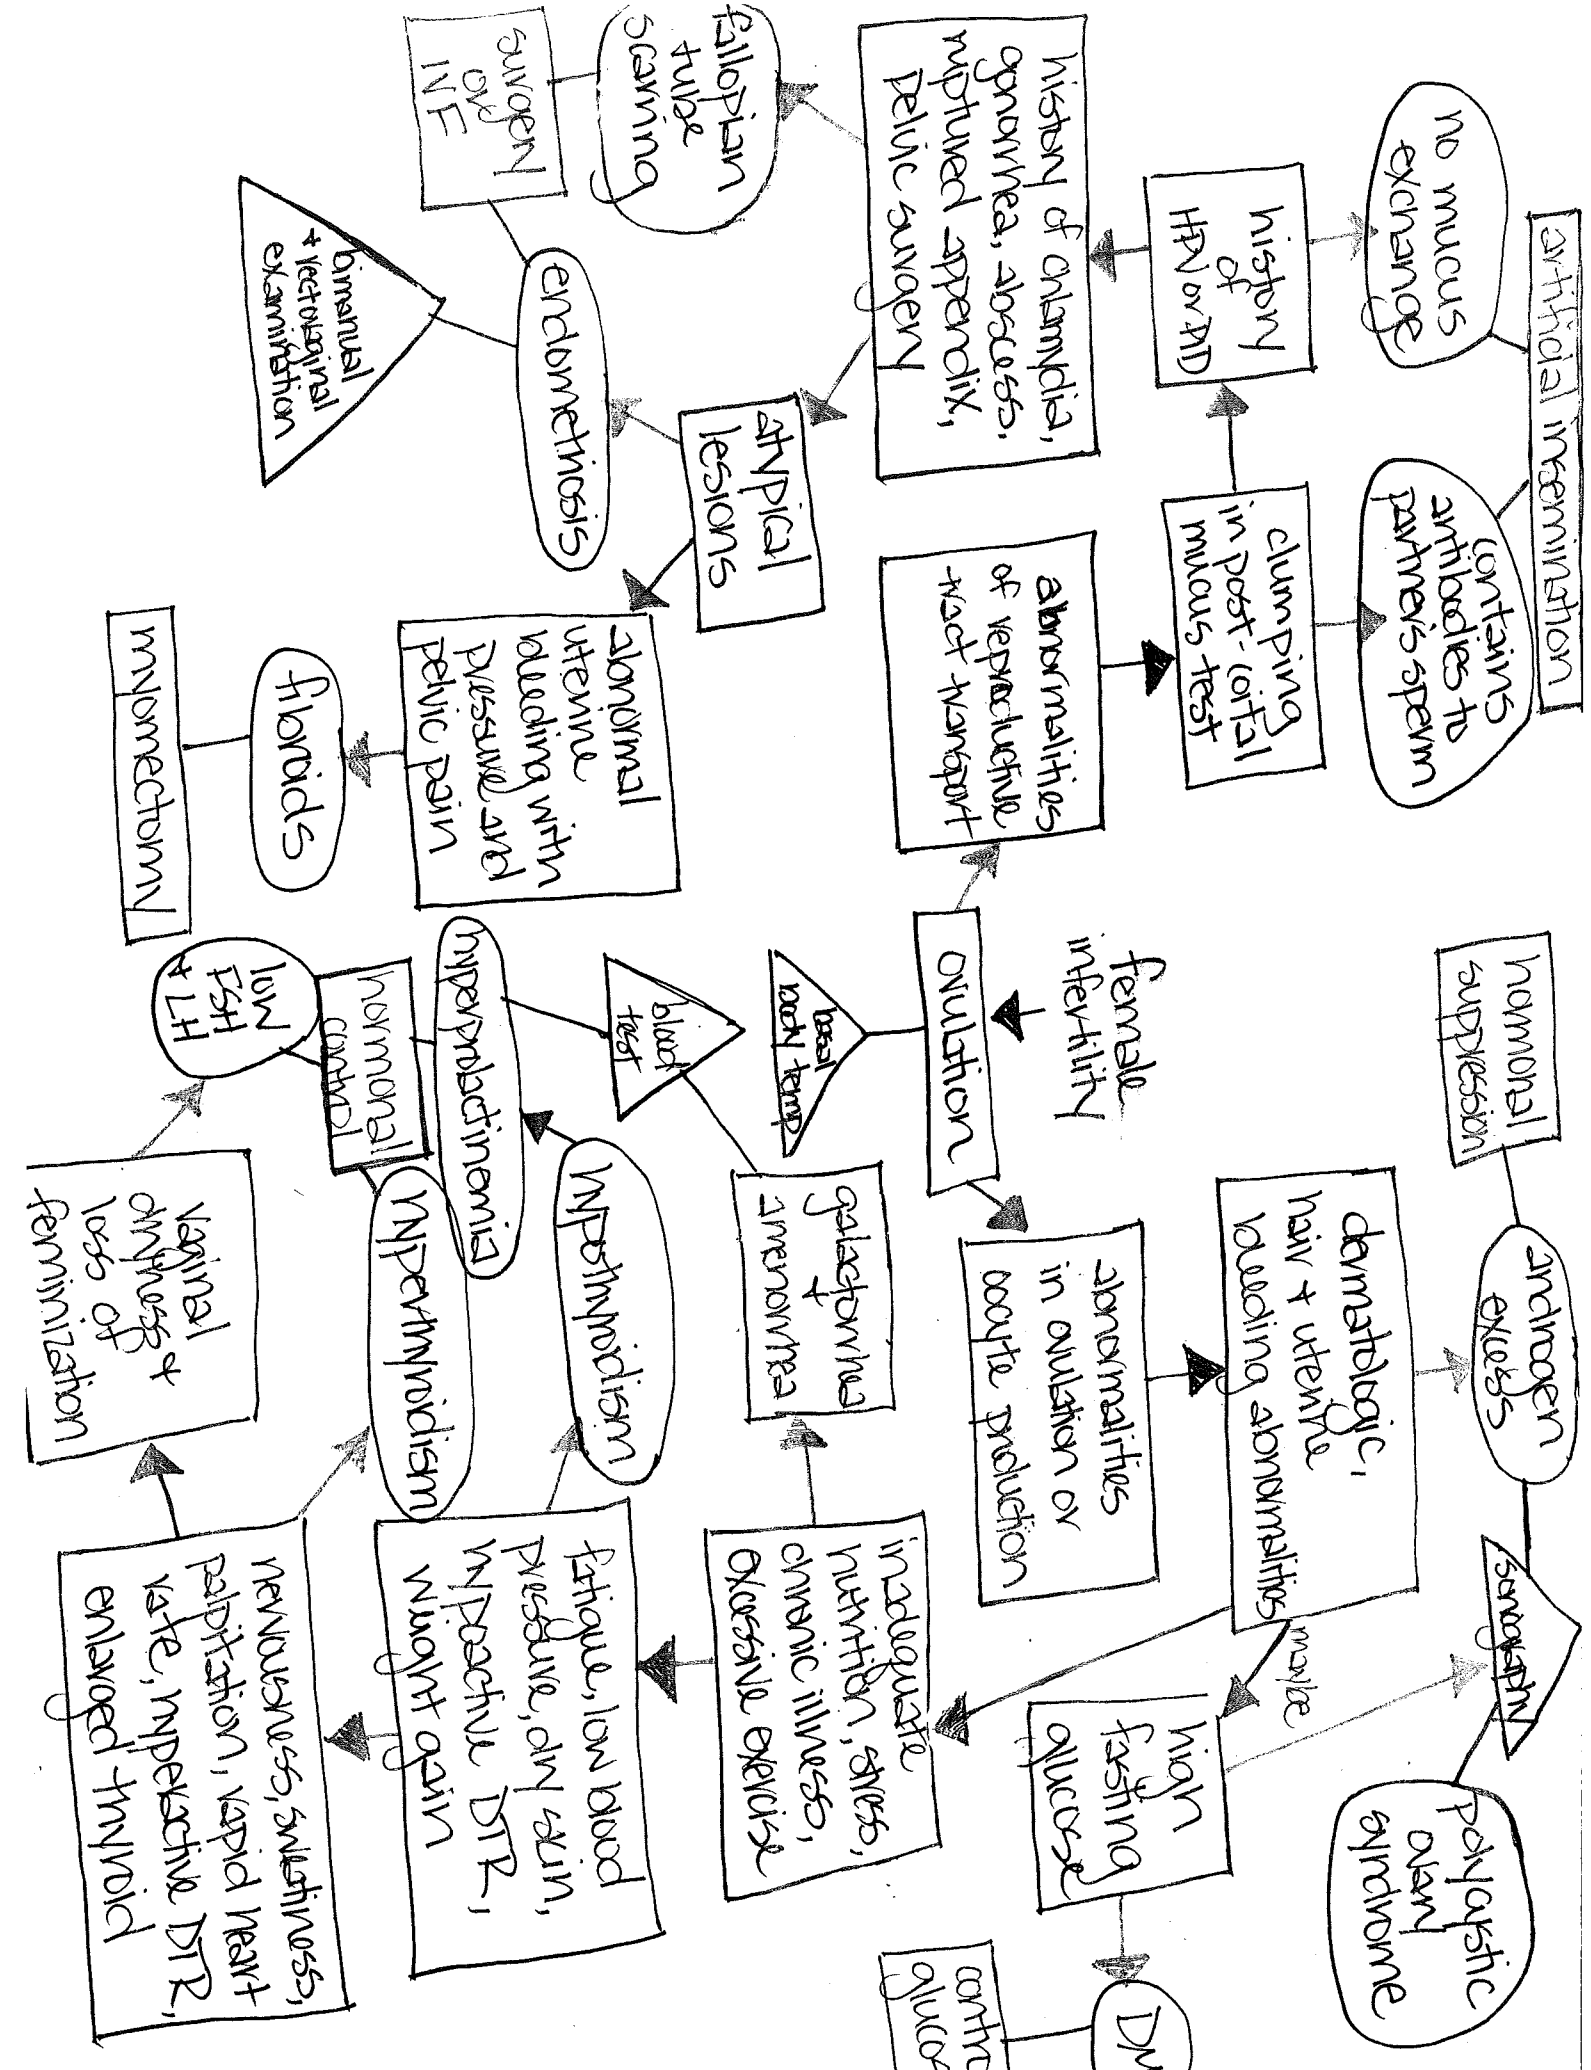 artificial insemination
no mucus
exchange
contains
antibodies to
partner's sperm
history
of
HPV or PID
clumping
in post-coital
mucus test
history of chlamydia,
gonorrhea, abscess,
ruptured appendix,
pelvic surgery
abnormalities
of reproductive
tract transport
fallopian
tube
scarring
surgery
or
IVF
atypical
lesions
endometriosis
bimanual
+ rectovaginal
examination
abnormal
uterine
bleeding with
pressure and
pelvic pain
fibroids
myomectomy
female
infertility
ovulation
basal
body temp
hormonal
suppression
androgen
excess
sonography
polycystic
ovary
syndrome
dermatologic,
hair + uterine
bleeding abnormalities
maybe
high
fasting
glucose
DM
contro
glucos
abnormalities
in ovulation or
oocyte production
inadequate
nutrition, stress,
chronic illness,
excessive exercise
galactorrhea
+
amenorrhea
blood
test
hypothyroidism
hyperprolactinemia
hormonal
control
low
FSH
+ LH
hyperthyroidism
fatigue, low blood
pressure, dry skin,
hypoactive DTR,
weight gain
vaginal
dryness +
loss of
feminization
nervousness, sweatiness,
palpitation, rapid heart
rate, hyperactive DTR,
enlarged thyroid